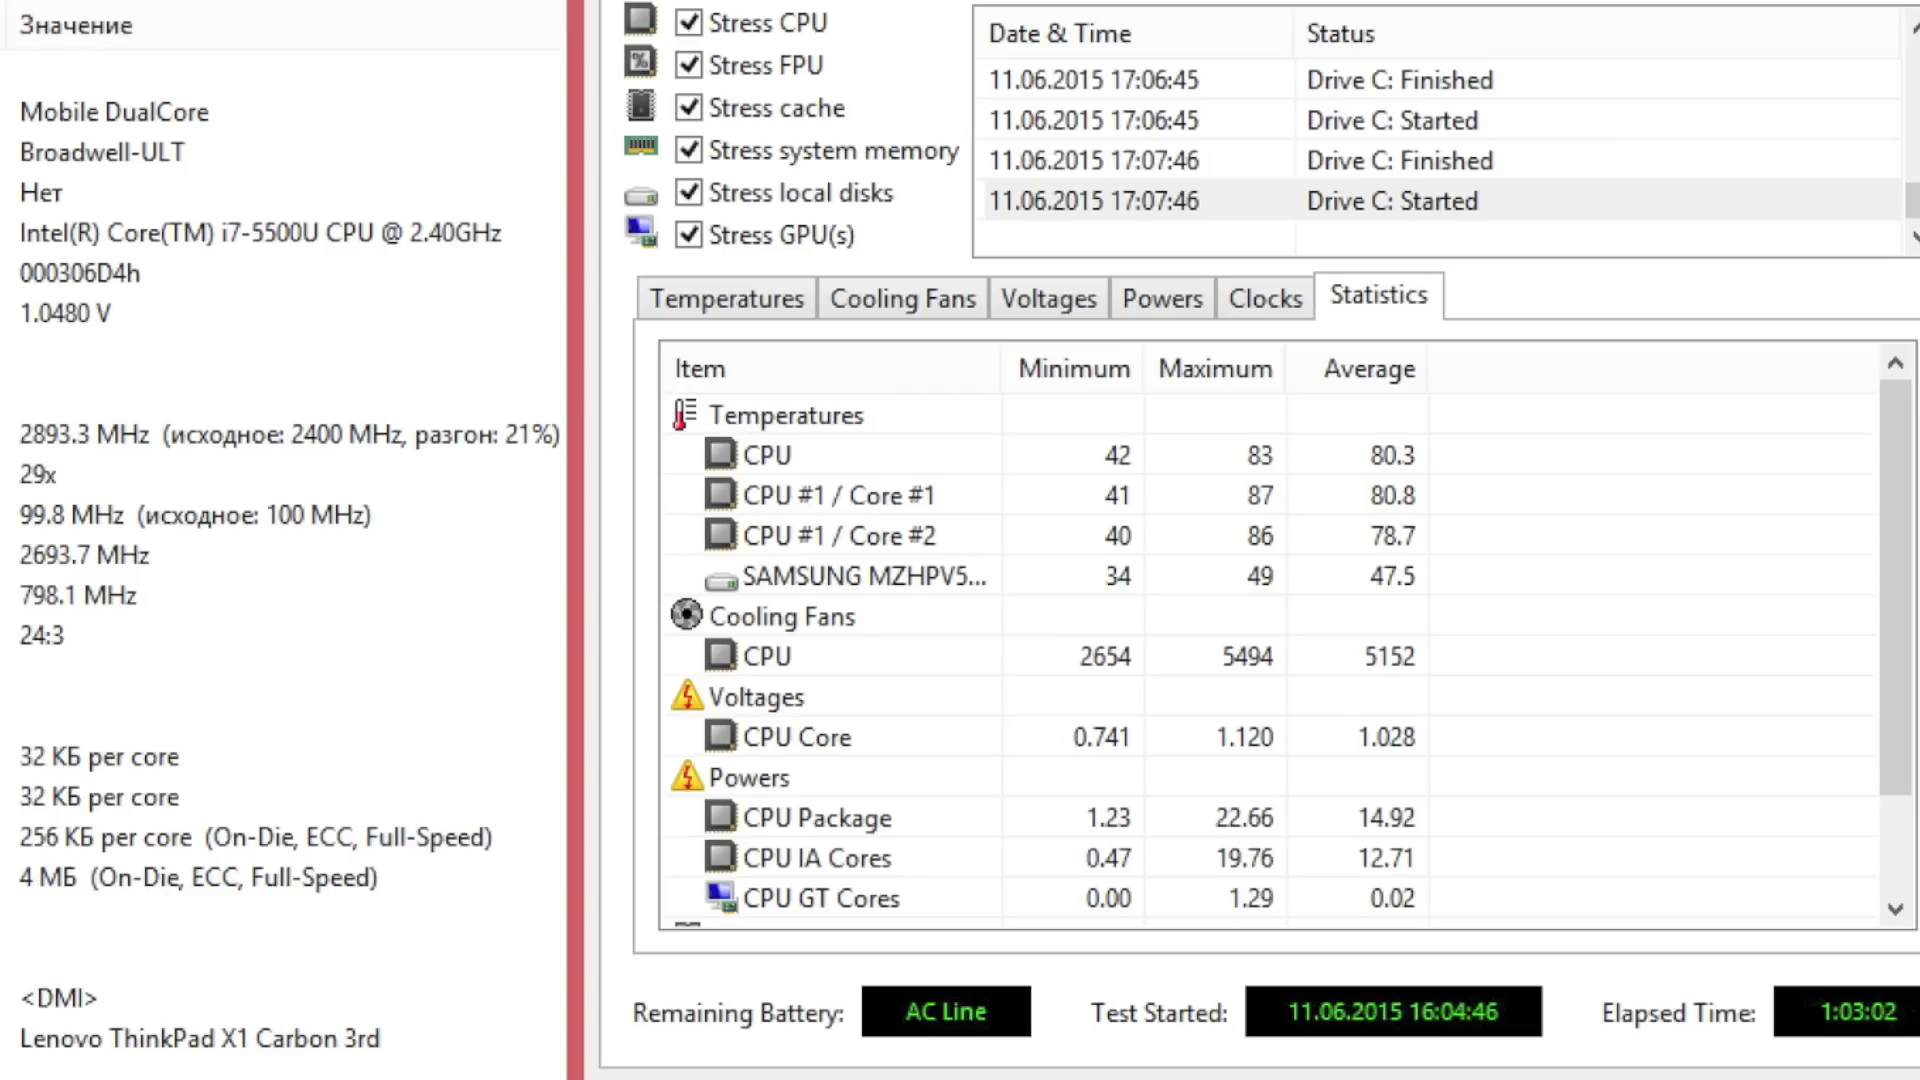 Значение
Mobile DualCore
Broadwell-ULT
Нет
Intel(R) Core(TM) i7-5500U CPU @ 2.40GHz
000306D4h
1.0480 V
2893.3 MHz (исходное: 2400 MHz, разгон: 21%)
29x
99.8 MHz (исходное: 100 MHz)
2693.7 MHz
798.1 MHz
24:3
32 КБ per core
32 КБ per core
256 КБ per core (On-Die, ECC, Full-Speed)
4 МБ (On-Die, ECC, Full-Speed)
<DMI>
Lenovo ThinkPad X1 Carbon 3rd
Stress CPU
Stress FPU
Stress cache
Stress system memory
Stress local disks
Stress GPU(s)
Date & Time Status
11.06.2015 17:06:45 Drive C: Finished
11.06.2015 17:06:45 Drive C: Started
11.06.2015 17:07:46 Drive C: Finished
11.06.2015 17:07:46 Drive C: Started
Temperatures Cooling Fans Voltages Powers Clocks Statistics
Item Minimum Maximum Average
Temperatures
CPU 42 83 80.3
CPU #1 / Core #1 41 87 80.8
CPU #1 / Core #2 40 86 78.7
SAMSUNG MZHPV5... 34 49 47.5
Cooling Fans
CPU 2654 5494 5152
Voltages
CPU Core 0.741 1.120 1.028
Powers
CPU Package 1.23 22.66 14.92
CPU IA Cores 0.47 19.76 12.71
CPU GT Cores 0.00 1.29 0.02
Remaining Battery: AC Line Test Started: 11.06.2015 16:04:46 Elapsed Time: 1:03:02